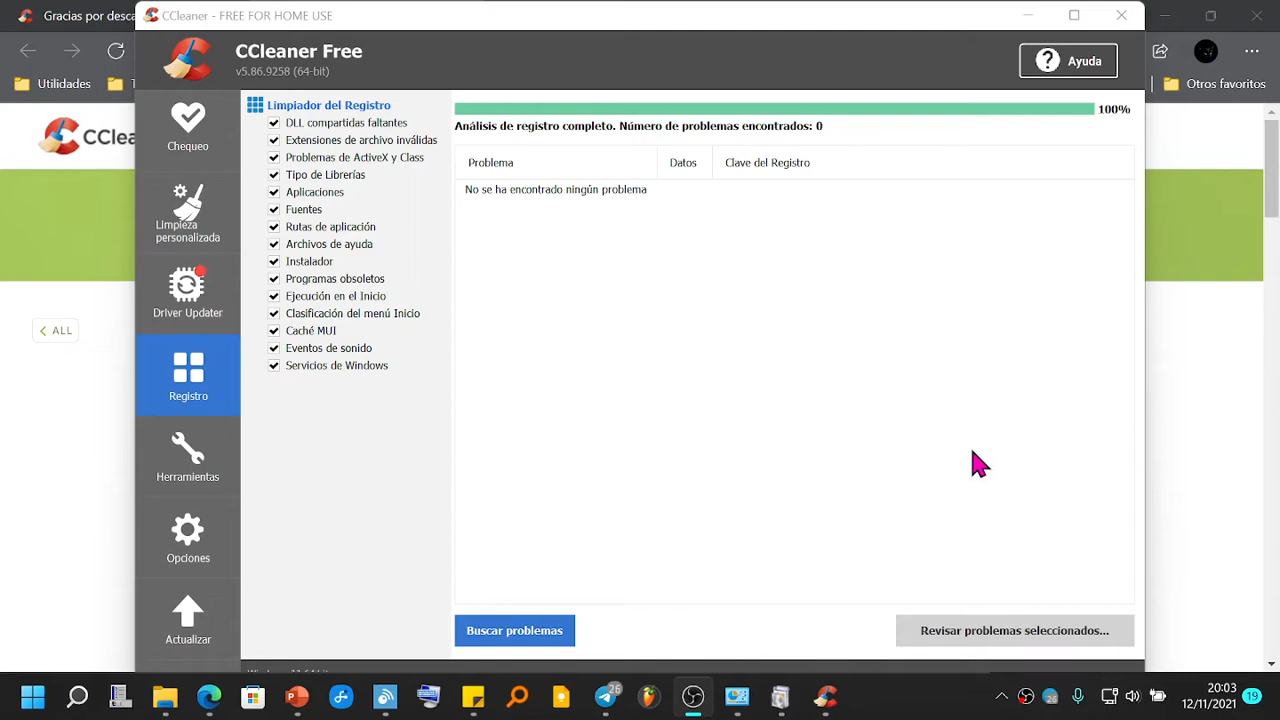 Gracias por des
CCleaner - FREE FOR HOME USE
Utilidades
Otros favoritos
CCleaner Free
v5.86.9258 (64-bit)
Ayuda
CClea
ALL
Chequeo
Limpieza
personalizada
Driver Updater
Registro
Herramientas
Opciones
Actualizar
Limpiador del Registro
DLL compartidas faltantes
Extensiones de archivo inválidas
Problemas de ActiveX y Class
Tipo de Librerías
Aplicaciones
Fuentes
Rutas de aplicación
Archivos de ayuda
Instalador
Programas obsoletos
Ejecución en el Inicio
Clasificación del menú Inicio
Caché MUI
Eventos de sonido
Servicios de Windows
100%
Análisis de registro completo. Número de problemas encontrados: 0
Problema Datos Clave del Registro
No se ha encontrado ningún problema
Buscar problemas
Revisar problemas seleccionados...
26
26
20:03
12/11/2021
19